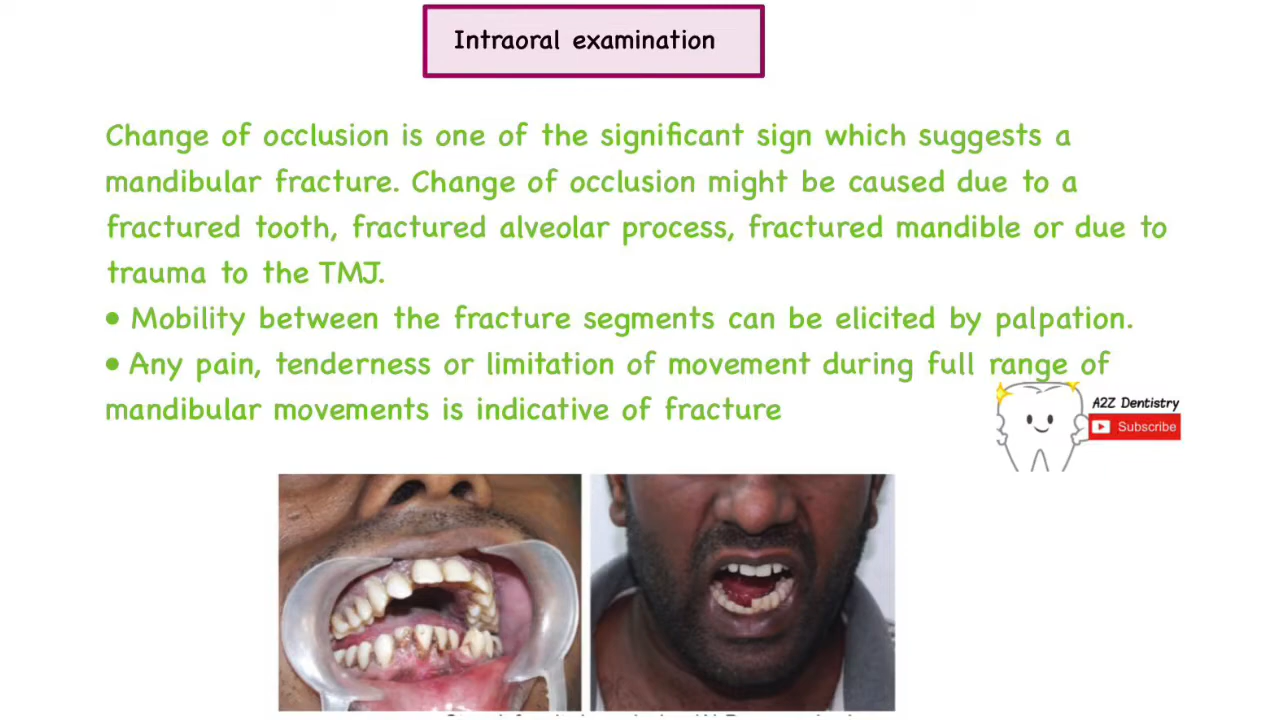 Intraoral examination
Change of occlusion is one of the significant sign which suggests a
mandibular fracture. Change of occlusion might be caused due to a
fractured tooth, fractured alveolar process, fractured mandible or due to
trauma to the TMJ.
• Mobility between the fracture segments can be elicited by palpation.
• Any pain, tenderness or limitation of movement during full range of
mandibular movements is indicative of fracture
A2Z Dentistry
Subscribe